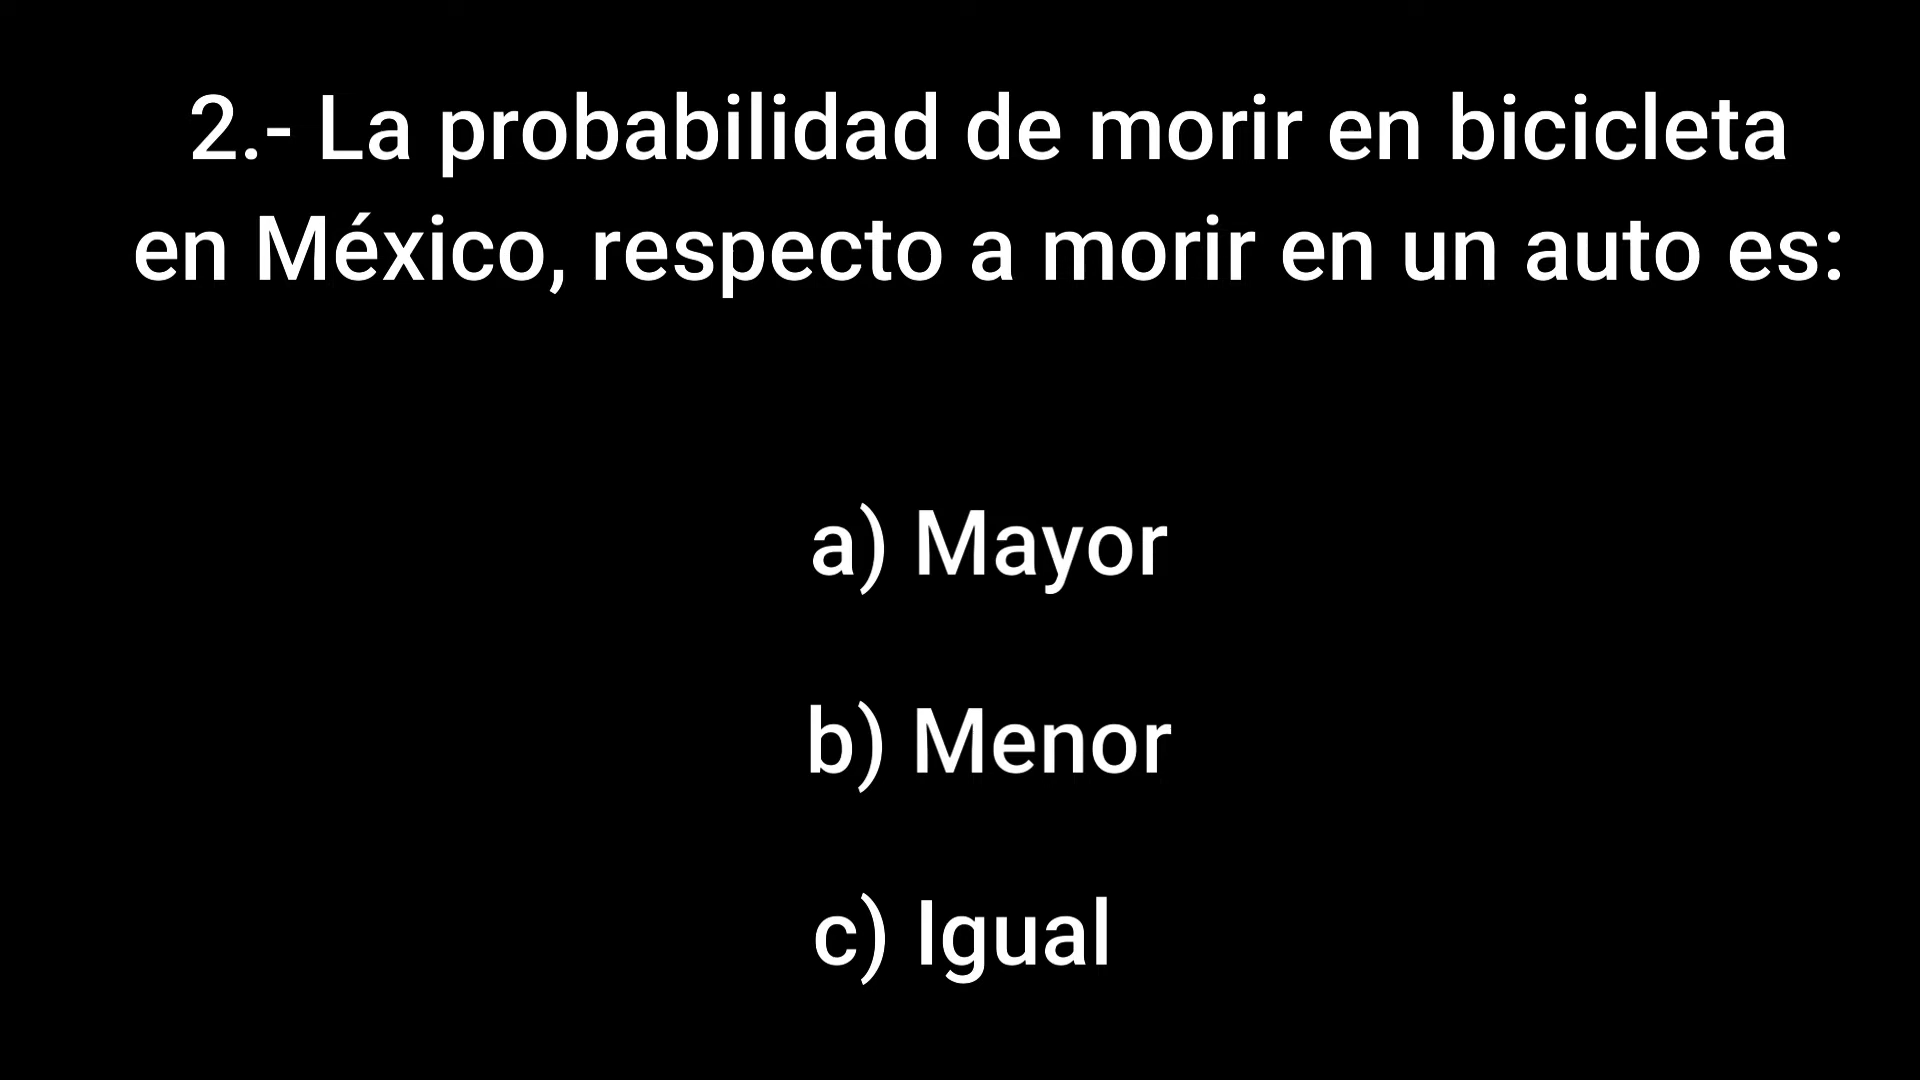 2.- La probabilidad de morir en bicicleta
en México, respecto a morir en un auto es:
a) Mayor
b) Menor
c) Igual